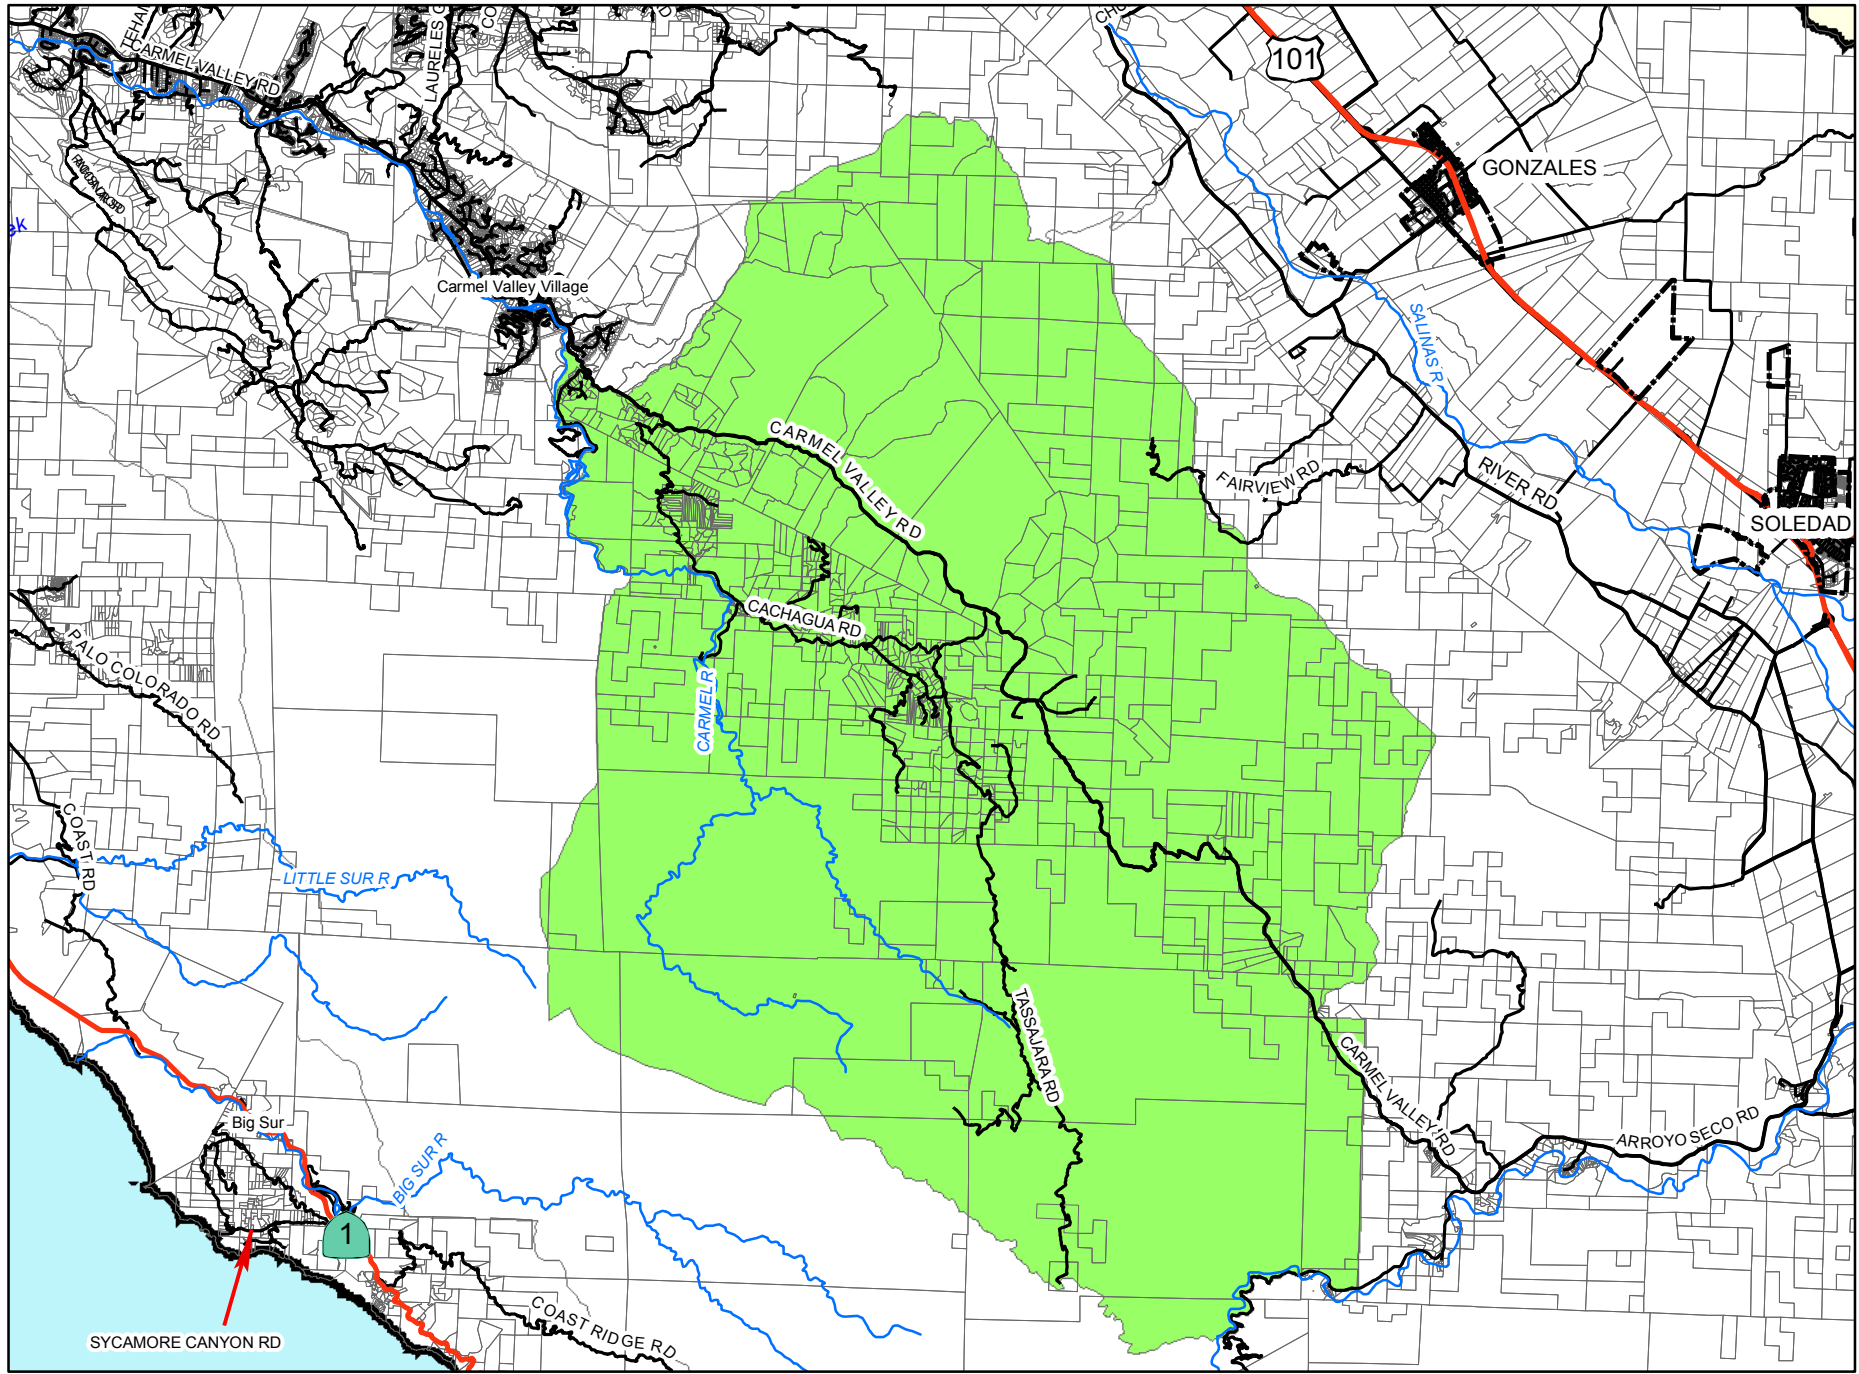 CARMEL VALLEY RD
101
GONZALES
Carmel Valley Village
SALINAS R
CARMEL VALLEY RD
FAIRVIEW RD
RIVER RD
SOLEDAD
CACHAGUA RD
PALO COLORADO RD
CARMEL R
COAST RD
LITTLE SUR R
TASSAJARA RD
CARMEL VALLEY RD
Big Sur
ARROYO SECO RD
BIG SUR R
1
COAST RIDGE RD
SYCAMORE CANYON RD